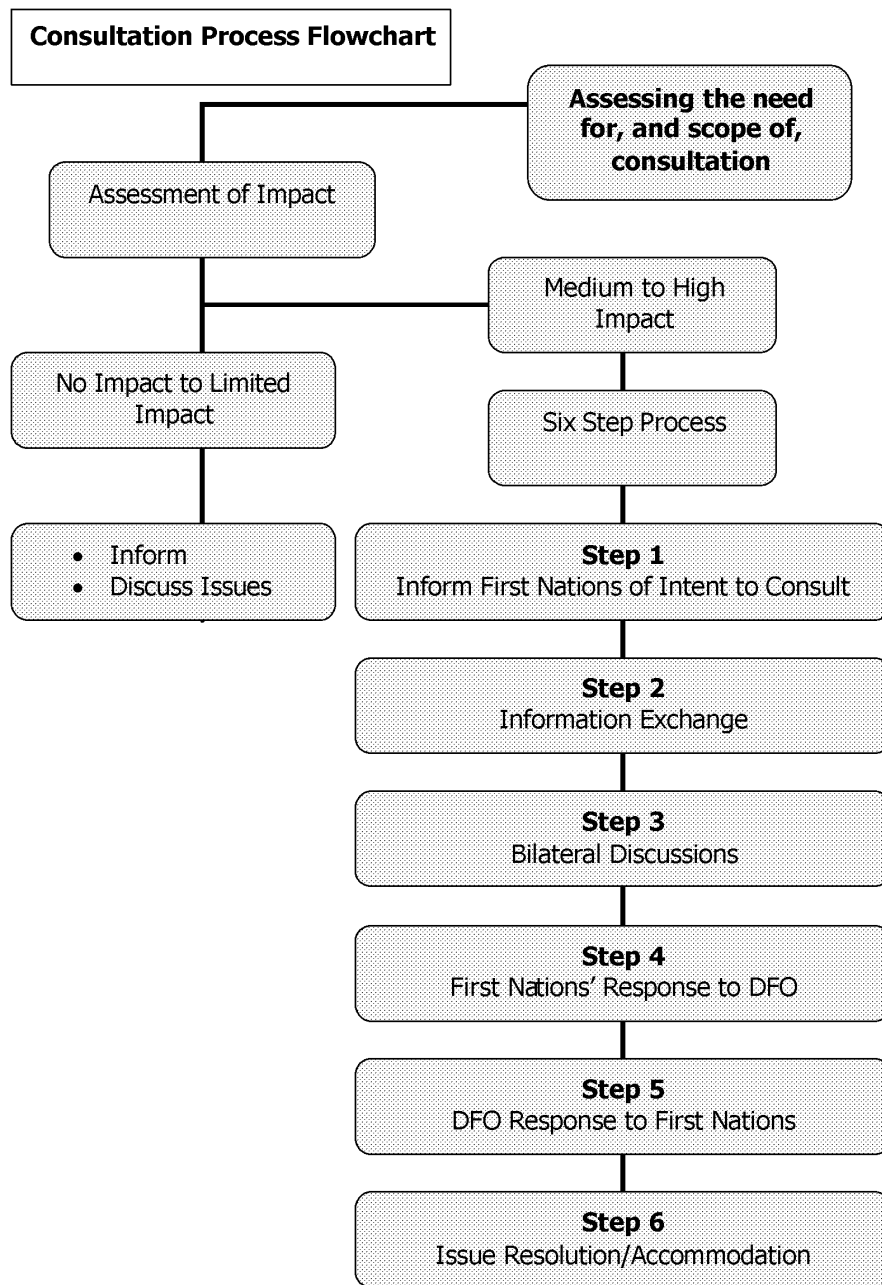 Consultation Process Flowchart
Assessing the need
for, and scope of,
consultation
Assessment of Impact
Medium to High
Impact
No Impact to Limited
Impact
Six Step Process
• Inform
• Discuss Issues
Step 1
Inform First Nations of Intent to Consult
Step 2
Information Exchange
Step 3
Bilateral Discussions
Step 4
First Nations’ Response to DFO
Step 5
DFO Response to First Nations
Step 6
Issue Resolution/Accommodation